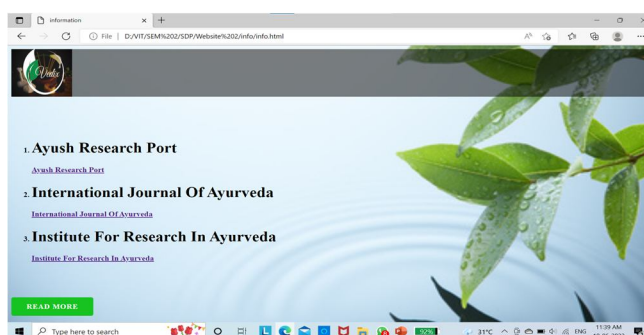 information
File | D:/VIT/SEM%202/SDP/Website%202/info/info.html
Vedix
1. Ayush Research Port
Ayush Research Port
2. International Journal Of Ayurveda
International Journal Of Ayurveda
3. Institute For Research In Ayurveda
Institute For Research In Ayurveda
READ MORE
Type here to search
92%
31°C
ENG
11:39 AM